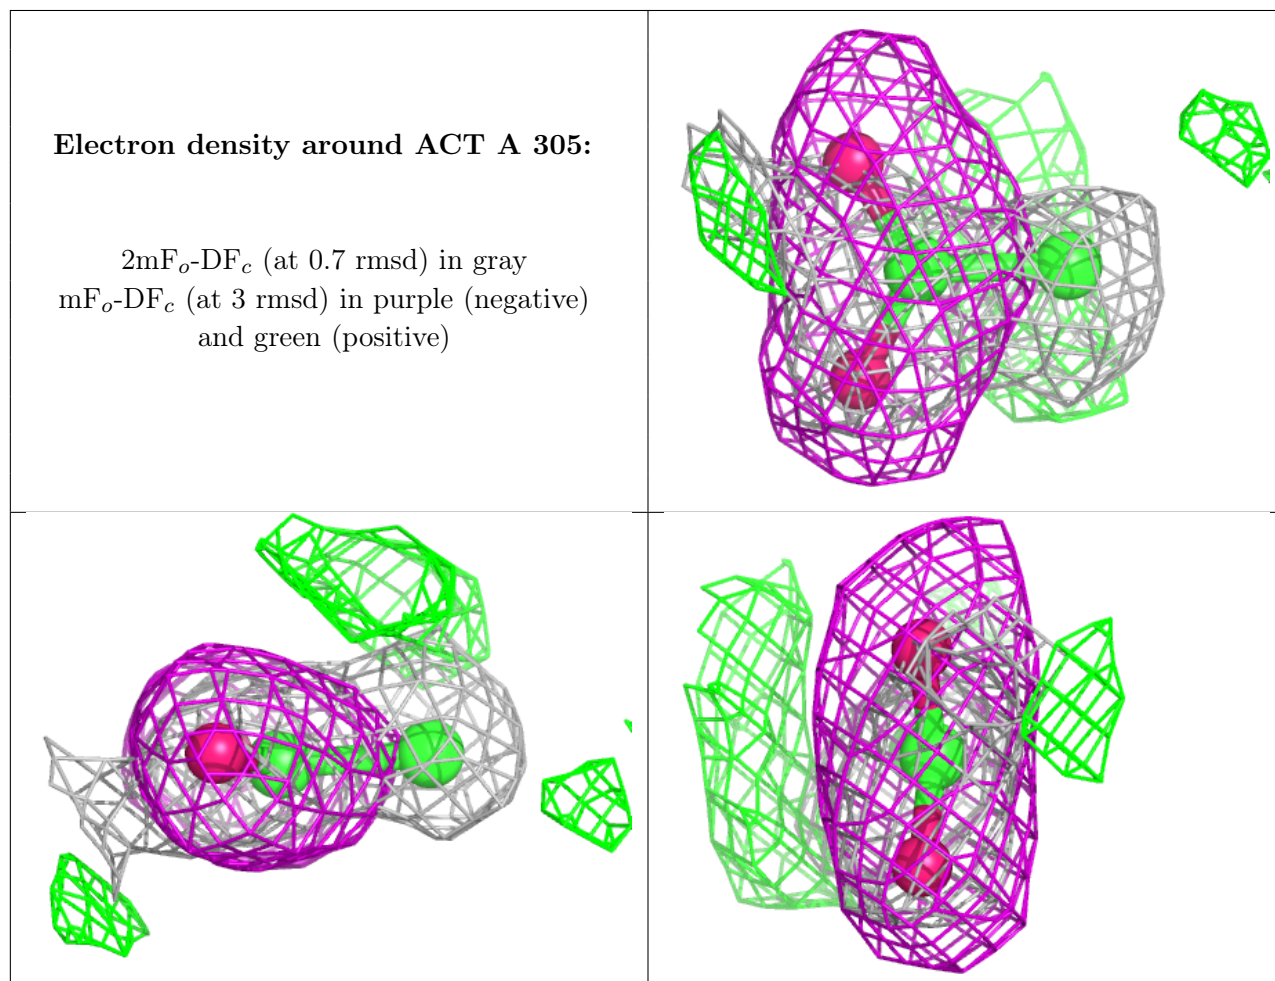 Electron density around ACT A 305:
2mFo-DFc (at 0.7 rmsd) in gray
mFo-DFc (at 3 rmsd) in purple (negative)
and green (positive)